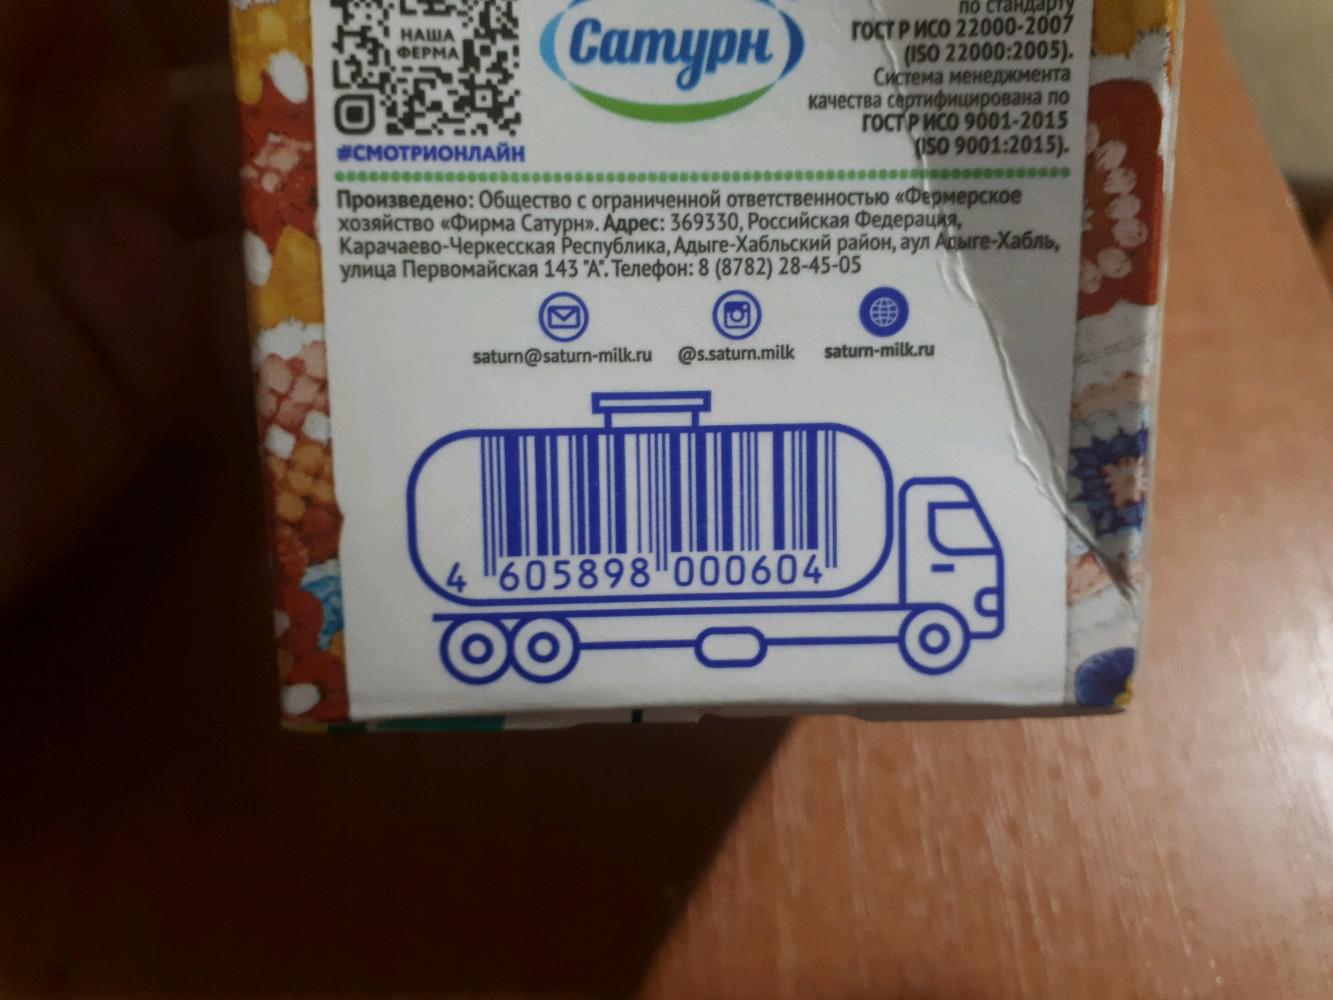 НАША
ФЕРМА
#СМОТРИОНЛАЙН
Сатурн
по стандарту
ГОСТ Р ИСО 22000-2007
(ISO 22000:2005).
Система менеджмента
качества сертифицирована по
ГОСТ Р ИСО 9001-2015
(ISO 9001:2015).
Произведено: Общество с ограниченной ответственностью «Фермерское
хозяйство «Фирма Сатурн». Адрес: 369330, Российская Федерация,
Карачаево-Черкесская Республика, Адыге-Хабльский район, аул Адыге-Хабль,
улица Первомайская 143 "А". Телефон: 8 (8782) 28-45-05
saturn@saturn-milk.ru @s.saturn.milk saturn-milk.ru
4 605898 000604